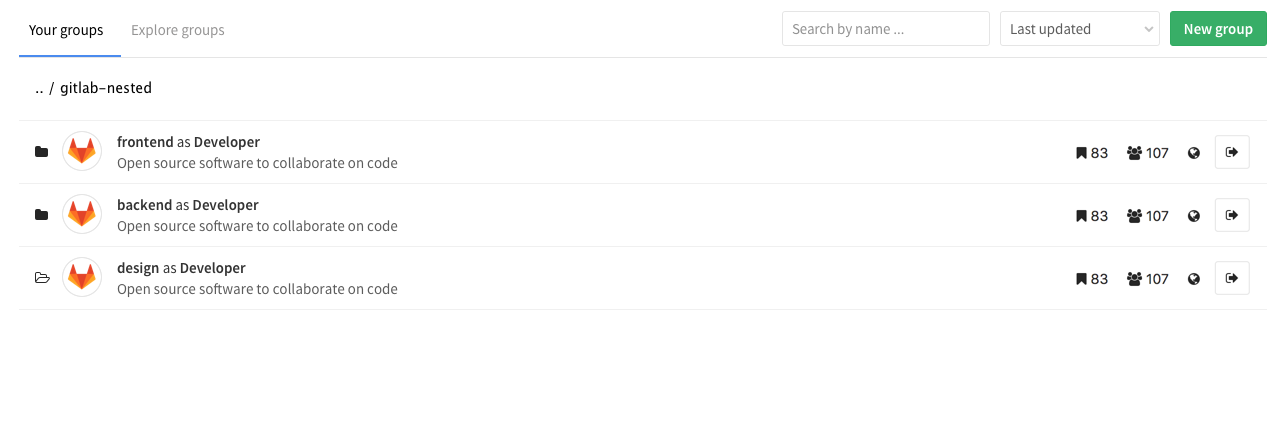 Your groups Explore groups Search by name ... Last updated New group
.. / gitlab-nested
frontend as Developer 83 107
Open source software to collaborate on code
backend as Developer 83 107
Open source software to collaborate on code
design as Developer 83 107
Open source software to collaborate on code